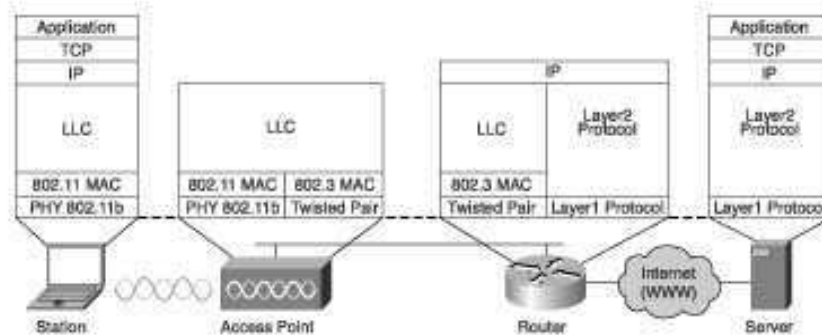 Application
TCP
IP
LLC
802.11 MAC
PHY 802.11b
LLC
802.11 MAC 802.3 MAC
PHY 802.11b Twisted Pair
IP
LLC
Layer2
Protocol
802.3 MAC
Twisted Pair Layer1 Protocol
Application
TCP
IP
Layer2
Protocol
Layer1 Protocol
Internet
(WWW)
Station
Access Point
Router
Server